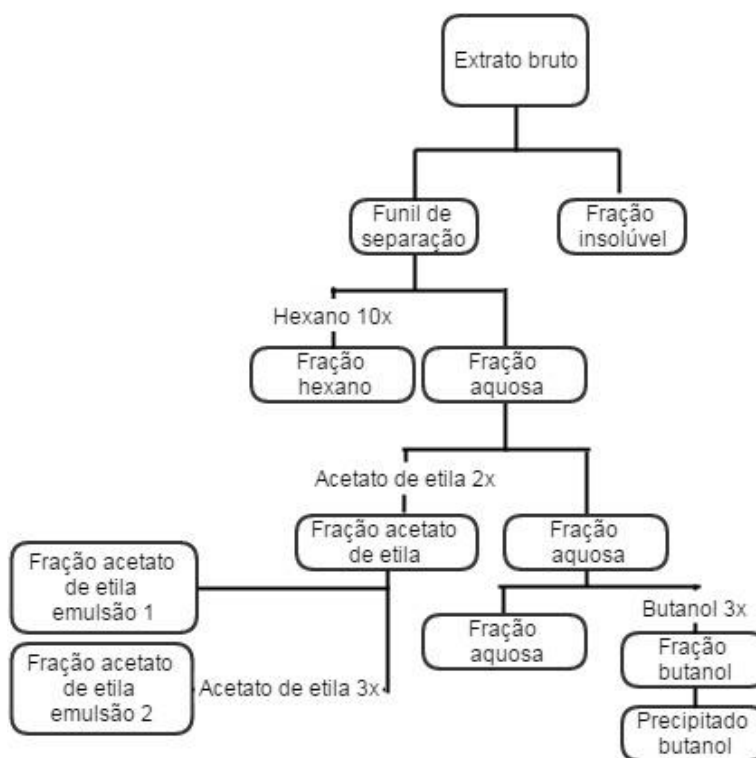 Extrato bruto
Funil de
separação
Fração
insolúvel
Hexano 10x
Fração
hexano
Fração
aquosa
Acetato de etila 2x
Fração acetato
de etila
Fração
aquosa
Fração acetato
de etila
emulsão 1
Butanol 3x
Fração
aquosa
Fração
butanol
Fração acetato
de etila
emulsão 2
Acetato de etila 3x
Precipitado
butanol